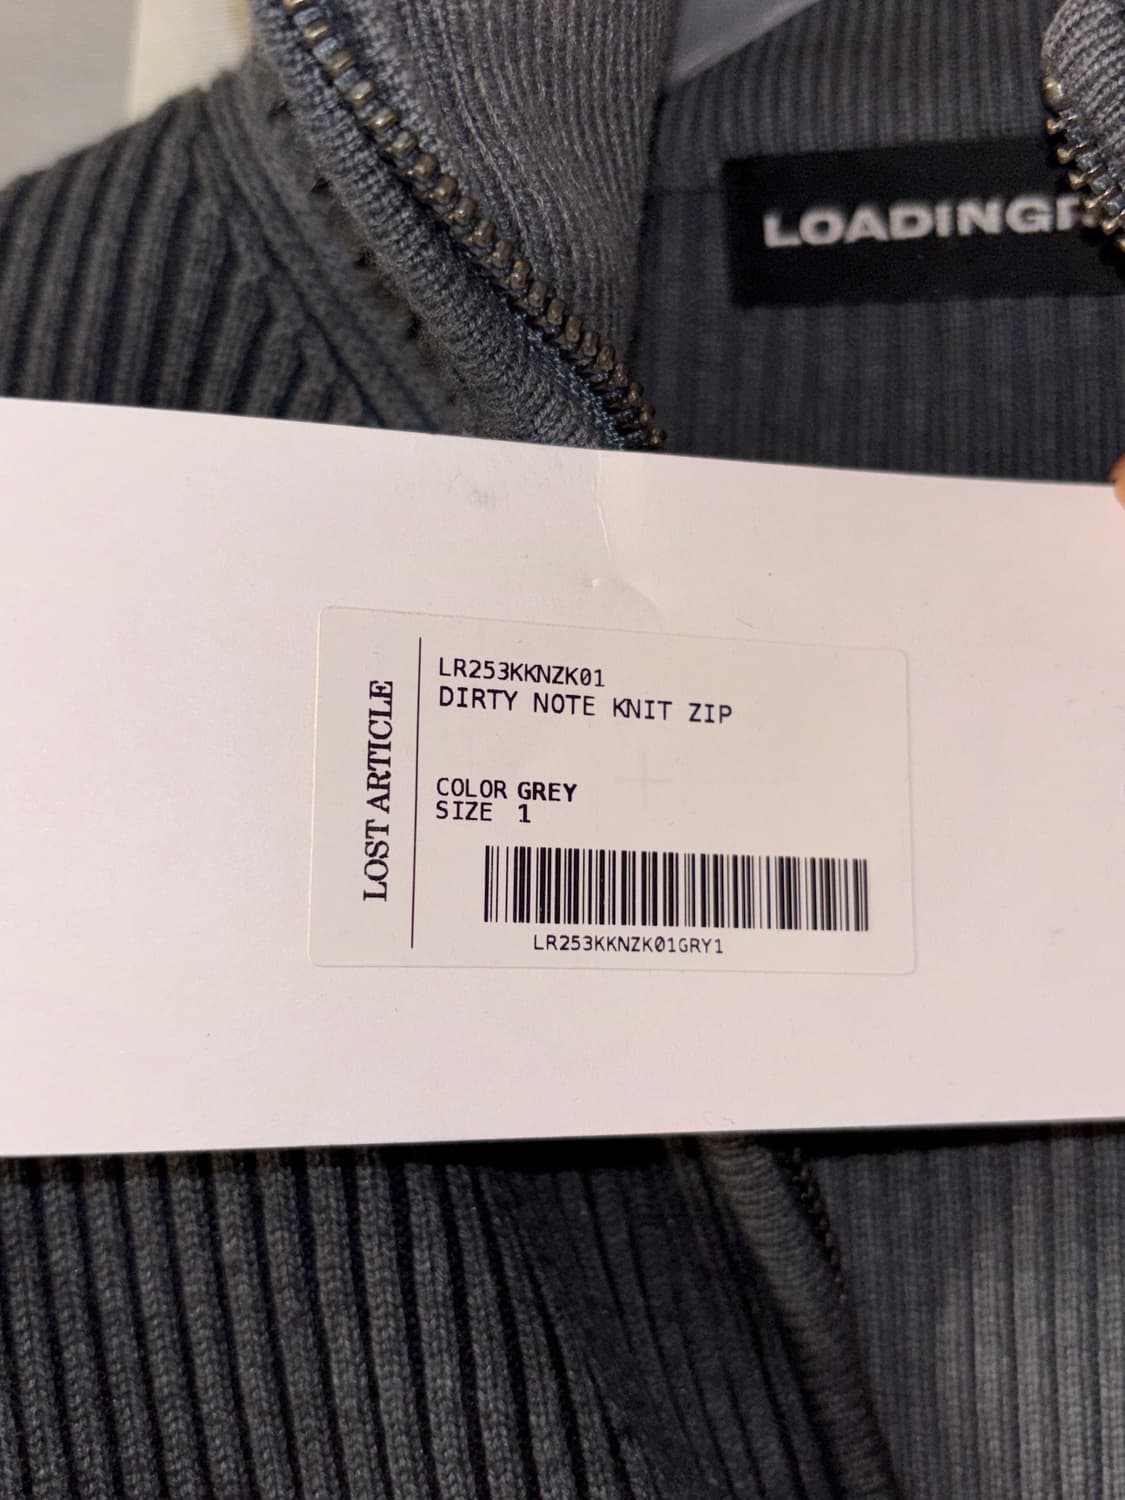 LOADINGR
LOST ARTICLE
LR253KKNZK01
DIRTY NOTE KNIT ZIP
COLOR GREY
SIZE 1
LR253KKNZK01GRY1